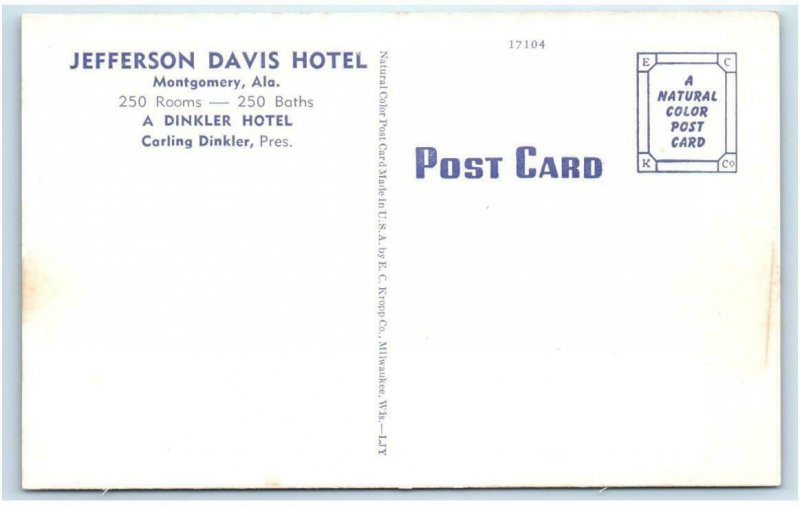 JEFFERSON DAVIS HOTEL
Montgomery, Ala.
250 Rooms — 250 Baths
A DINKLER HOTEL
Carling Dinkler, Pres.
Natural Color Post Card Made in U. S. A. by E. C. Kropp Co., Milwaukee, Wis.—LJY
17104
POST CARD
E C
A
NATURAL
COLOR
POST
CARD
K Co